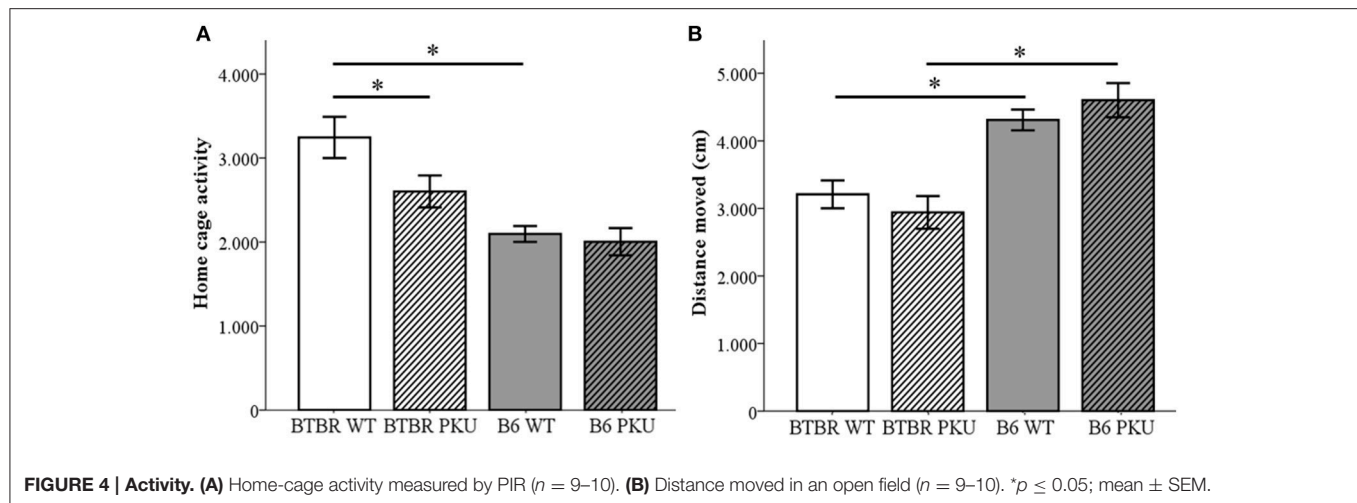 A
Home cage activity
4.000
3.000
2.000
1.000
0
*
*
BTBR WT BTBR PKU B6 WT B6 PKU
B
Distance moved (cm)
5.000
4.000
3.000
2.000
1.000
0
*
*
BTBR WT BTBR PKU B6 WT B6 PKU
FIGURE 4 | Activity. (A) Home-cage activity measured by PIR (n = 9–10). (B) Distance moved in an open field (n = 9–10). *p ≤ 0.05; mean ± SEM.